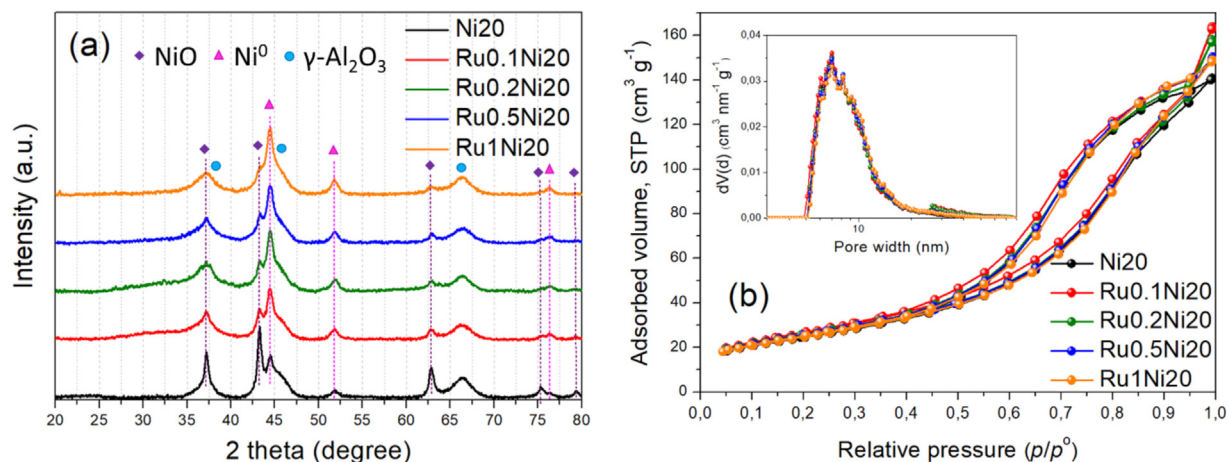 (a)
NiO
Ni⁰
γ-Al₂O₃
Ni20
Ru0.1Ni20
Ru0.2Ni20
Ru0.5Ni20
Ru1Ni20
Intensity (a.u.)
20 25 30 35 40 45 50 55 60 65 70 75 80
2 theta (degree)
Adsorbed volume, STP (cm³ g⁻¹)
160
140
120
100
80
60
40
20
0
0,0 0,1 0,2 0,3 0,4 0,5 0,6 0,7 0,8 0,9 1,0
Relative pressure (p/p°)
dV(d) (cm³ nm⁻¹ g⁻¹)
0,04
0,03
0,02
0,01
0,00
10
Pore width (nm)
Ni20
Ru0.1Ni20
Ru0.2Ni20
Ru0.5Ni20
Ru1Ni20
(b)